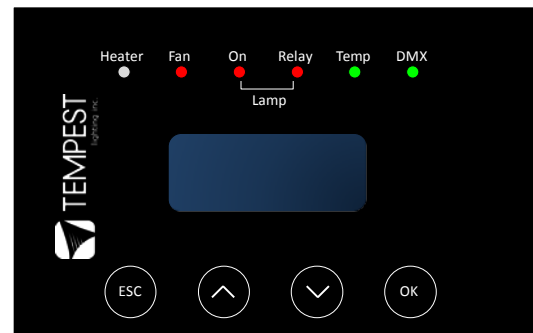 Heater Fan On Relay Temp DMX
Lamp
TEMPEST
lighting inc.
ESC OK